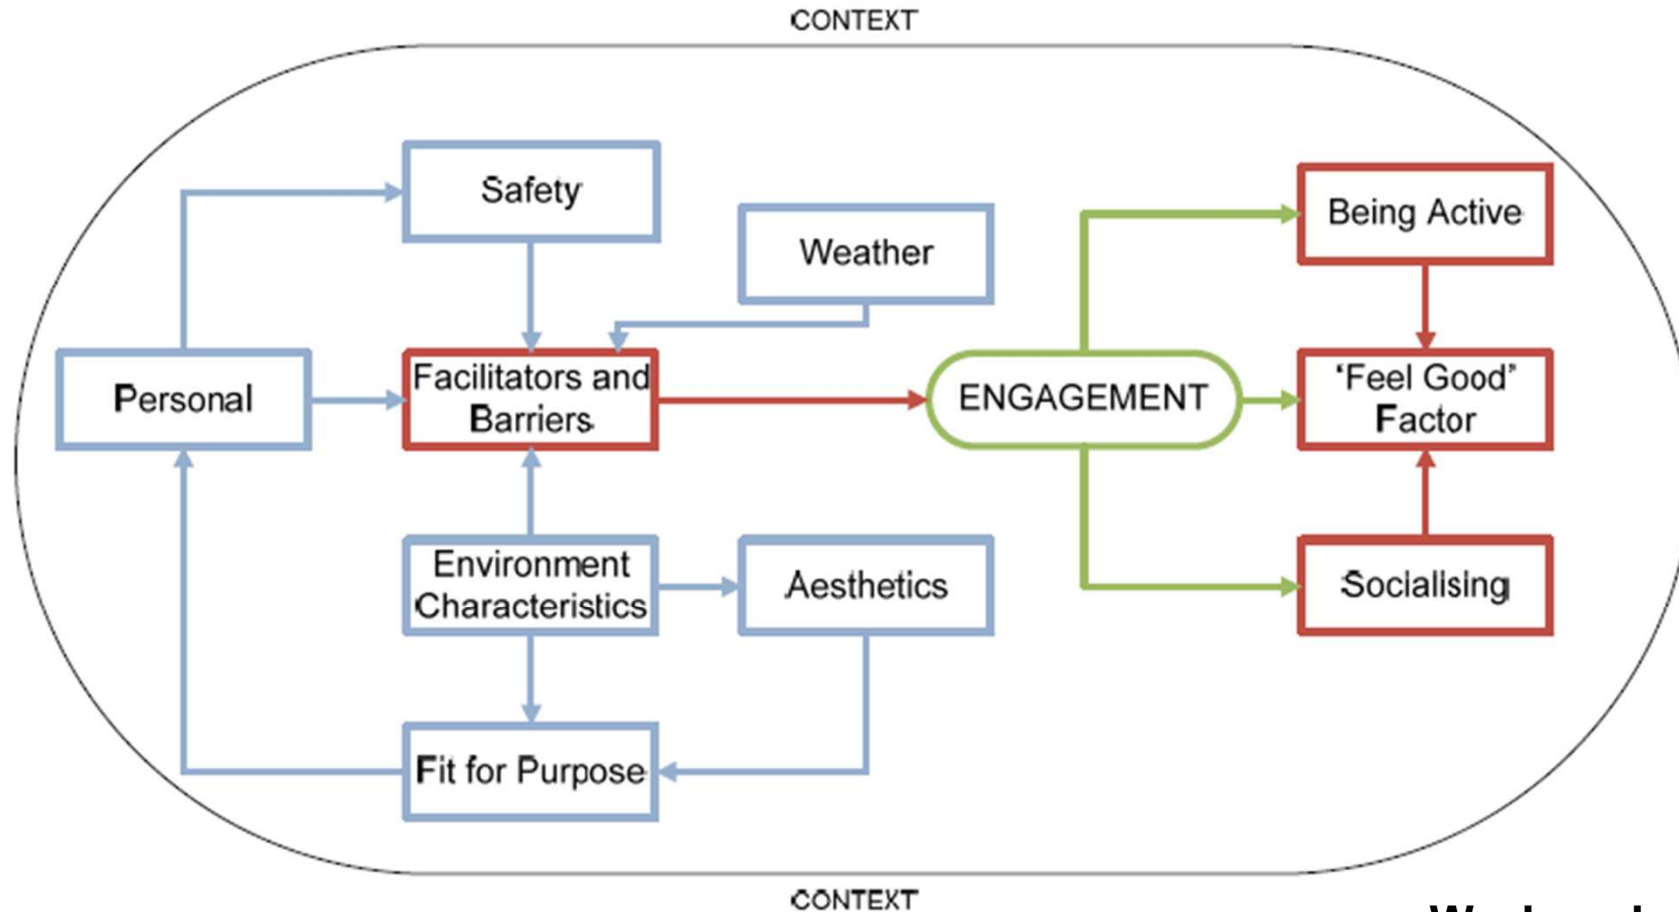 CONTEXT
Safety
Weather
Being Active
Personal
Facilitators and
Barriers
ENGAGEMENT
‘Feel Good’
Factor
Environment
Characteristics
Aesthetics
Socialising
Fit for Purpose
CONTEXT